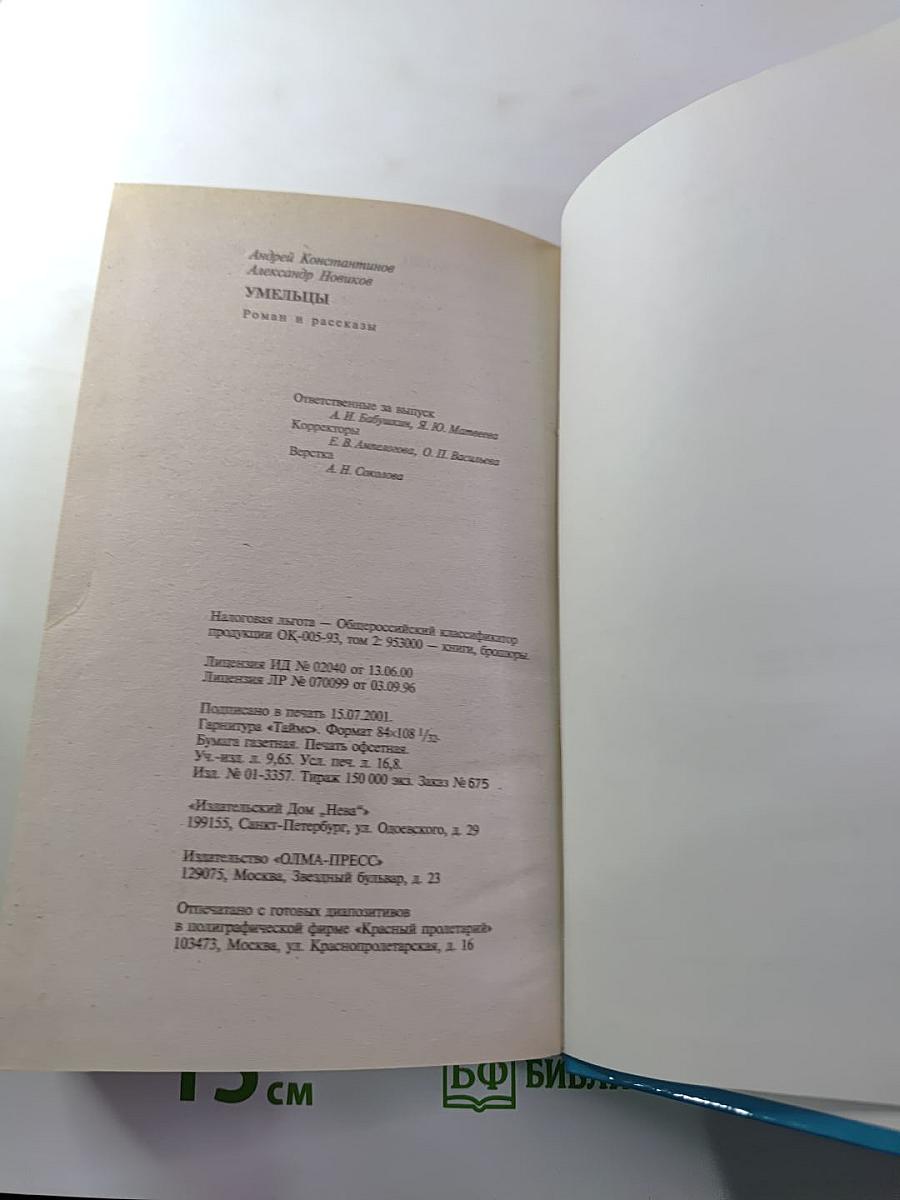 Андрей Константинов
Александр Новиков
УМЕЛЬЦЫ
Роман и рассказы
Ответственные за выпуск
А. И. Бабушкин, Я. Ю. Матвеева
Корректоры
Е. В. Ампелогова, О. П. Васильева
Верстка
А. Н. Соколова
Налоговая льгота — Общероссийский классификатор
продукции ОК-005-93, том 2: 953000 — книги, брошюры.
Лицензия ИД № 02040 от 13.06.00
Лицензия ЛР № 070099 от 03.09.96
Подписано в печать 15.07.2001.
Гарнитура «Таймс». Формат 84×108 1/32.
Бумага газетная. Печать офсетная.
Уч.-изд. л. 9,65. Усл. печ. л. 16,8.
Изд. № 01-3357. Тираж 150 000 экз. Заказ № 675
«Издательский Дом „Нева“»
199155, Санкт-Петербург, ул. Одоевского, д. 29
Издательство «ОЛМА-ПРЕСС»
129075, Москва, Звездный бульвар, д. 23
Отпечатано с готовых диапозитивов
в полиграфической фирме «Красный пролетарий»
103473, Москва, ул. Краснопролетарская, д. 16
15 см
БФ